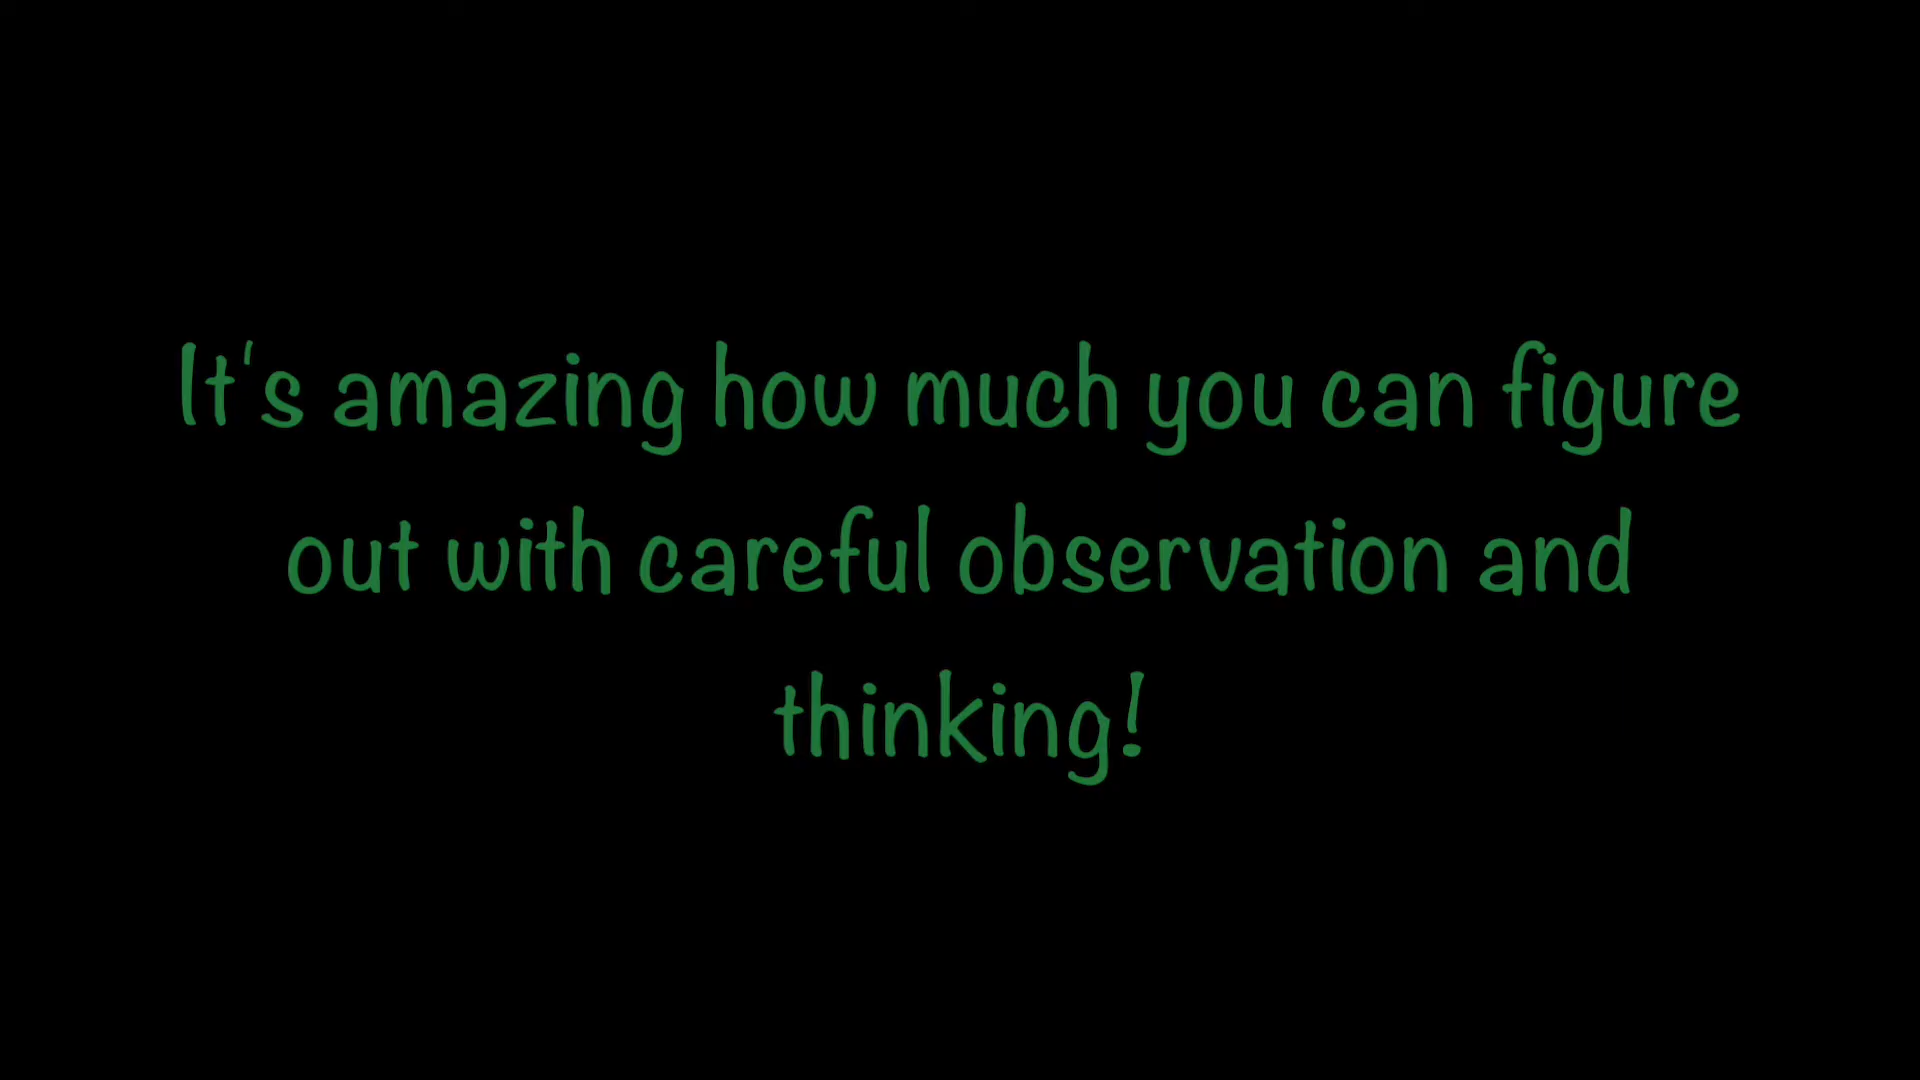 It's amazing how much you can figure
out with careful observation and
thinking!